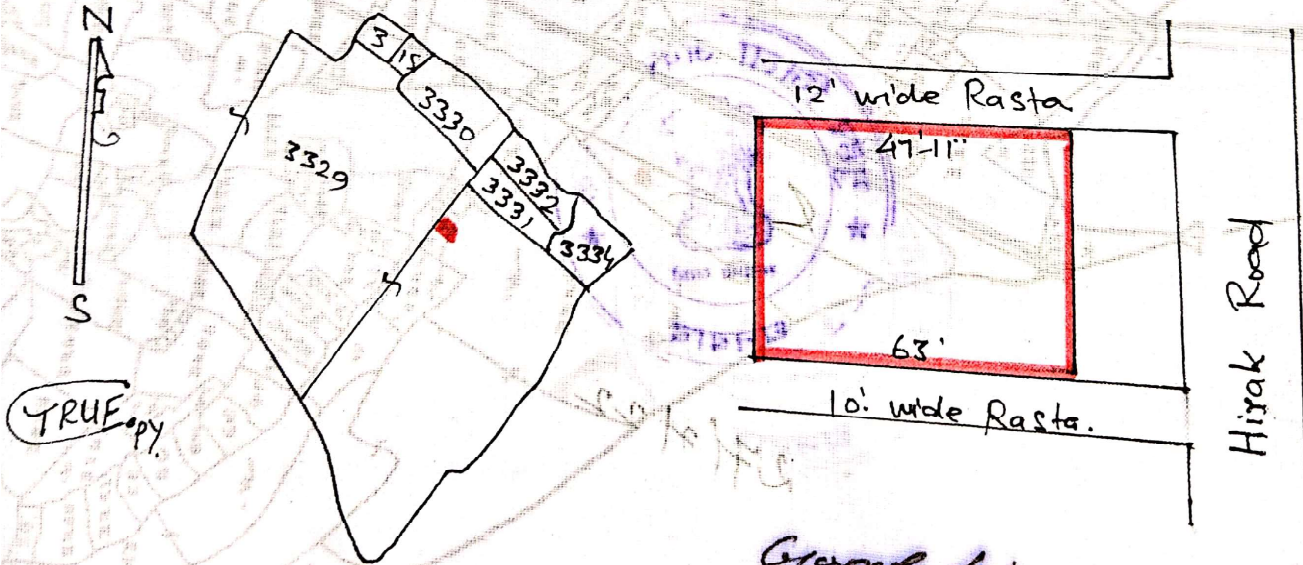 N
S
3
15
3330
3329
3332
3331
3334
TRUE
opy
12' wide Rasta
47'-11"
63'
10' wide Rasta.
Hirak Road